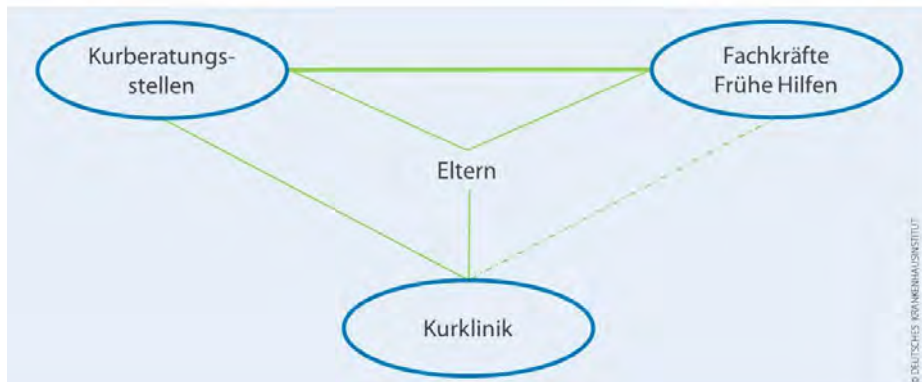 Kurberatungs-
stellen
Fachkräfte
Frühe Hilfen
Eltern
Kurklinik
© DEUTSCHES KRANKENHAUSINSTITUT